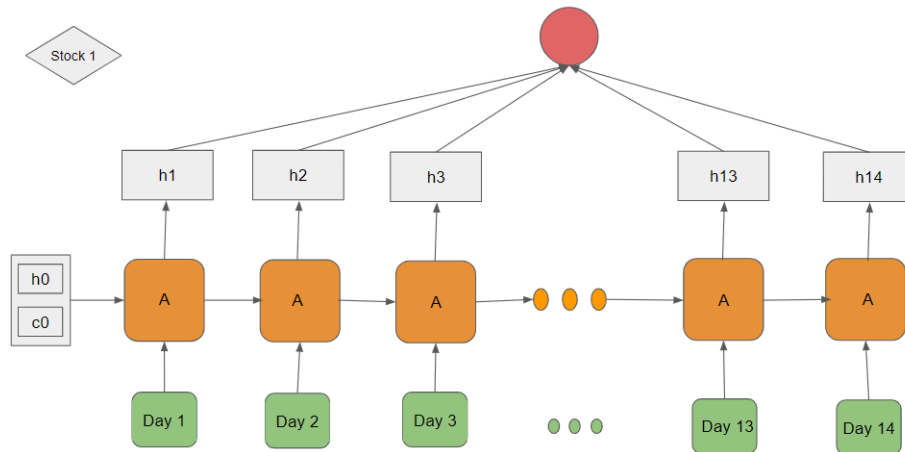 Stock 1
h1
h2
h3
h13
h14
h0
c0
A
A
A
A
A
Day 1
Day 2
Day 3
Day 13
Day 14